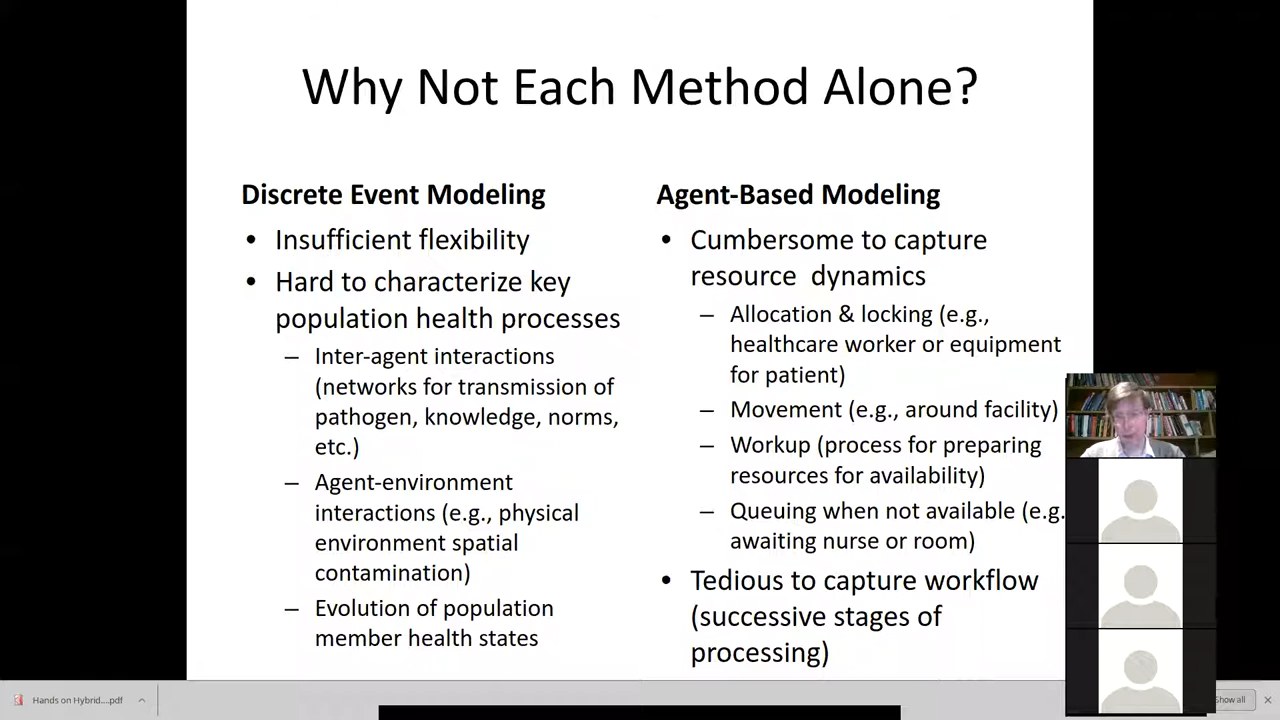 Why Not Each Method Alone?
Discrete Event Modeling
• Insufficient flexibility
• Hard to characterize key
population health processes
– Inter-agent interactions
(networks for transmission of
pathogen, knowledge, norms,
etc.)
– Agent-environment
interactions (e.g., physical
environment spatial
contamination)
– Evolution of population
member health states
Agent-Based Modeling
• Cumbersome to capture
resource dynamics
– Allocation & locking (e.g.,
healthcare worker or equipment
for patient)
– Movement (e.g., around facility)
– Workup (process for preparing
resources for availability)
– Queuing when not available (e.g.
awaiting nurse or room)
• Tedious to capture workflow
(successive stages of
processing)
Hands on Hybrid....pdf
Show all